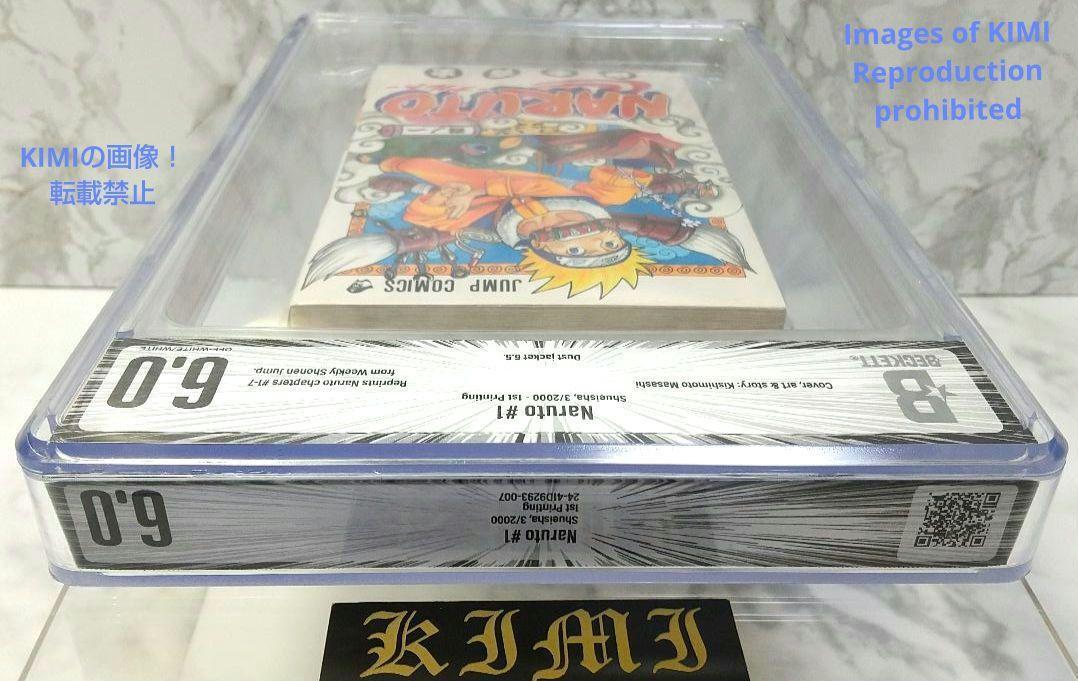 Images of KIMI
Reproduction
prohibited
KIMIの画像！
転載禁止
NARUTO
JUMP COMICS
BECKETT®
B
Cover, art & story: Kishimoto Masashi
Naruto #1
Shueisha, 3/2000 - 1st Printing
Dust jacket 6.5.
Reprints Naruto chapters #1-7
from Weekly Shonen Jump.
6.0
OFF-WHITE/WHITE
Naruto #1
Shueisha, 3/2000
1st Printing
24-41D9293-007
6.0
KIMI